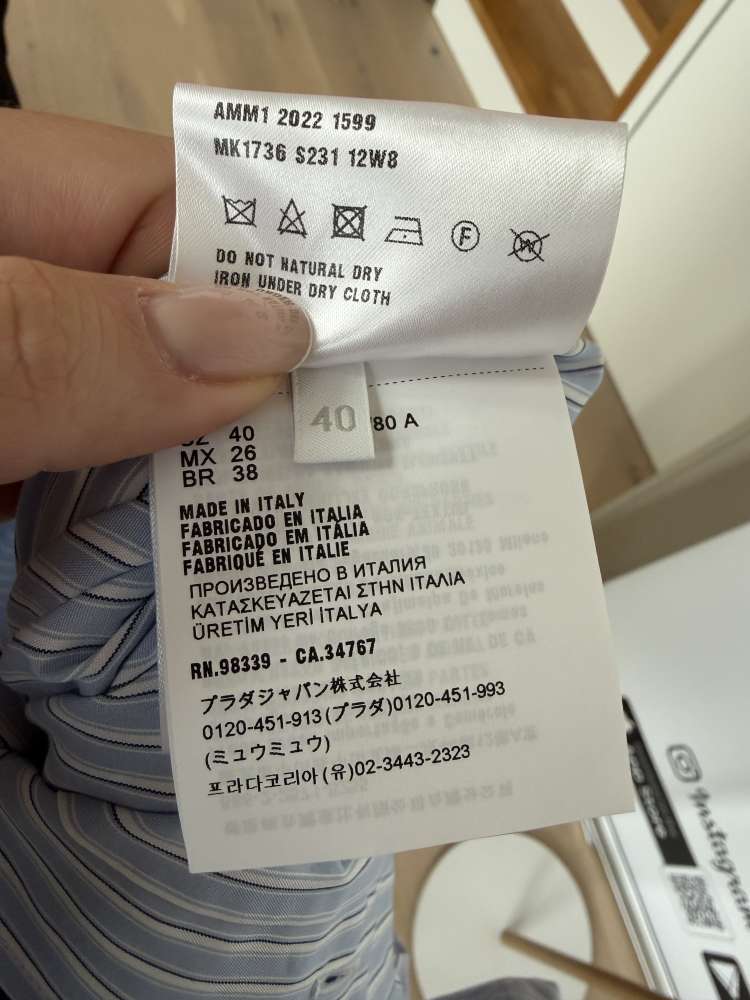 AMM1 2022 1599
MK1736 S231 12W8
F
W
DO NOT NATURAL DRY
IRON UNDER DRY CLOTH
40
40 80 A
MX 26
BR 38
MADE IN ITALY
FABRICADO EN ITALIA
FABRICADO EM ITÁLIA
FABRIQUÉ EN ITALIE
ПРОИЗВЕДЕНО В ИТАЛИЯ
ΚΑΤΑΣΚΕΥΑΖΕΤΑΙ ΣΤΗΝ ΙΤΑΛΙΑ
ÜRETİM YERİ İTALYA
RN.98339 - CA.34767
プラダジャパン株式会社
0120-451-913(プラダ)0120-451-993
(ミュウミュウ)
프라다코리아(유)02-3443-2323
Instagram